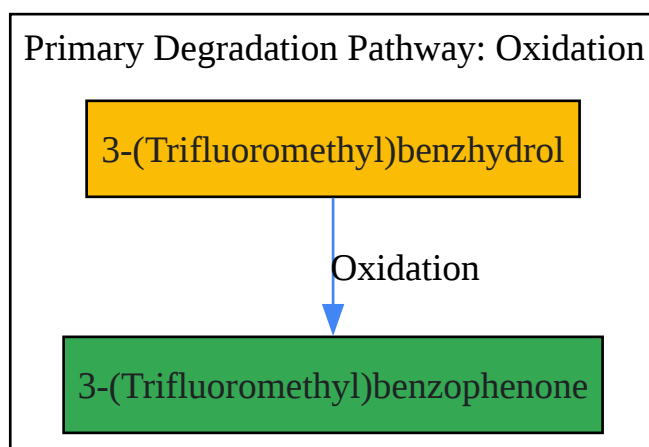 Primary Degradation Pathway: Oxidation
3-(Trifluoromethyl)benzhydrol
Oxidation
3-(Trifluoromethyl)benzophenone